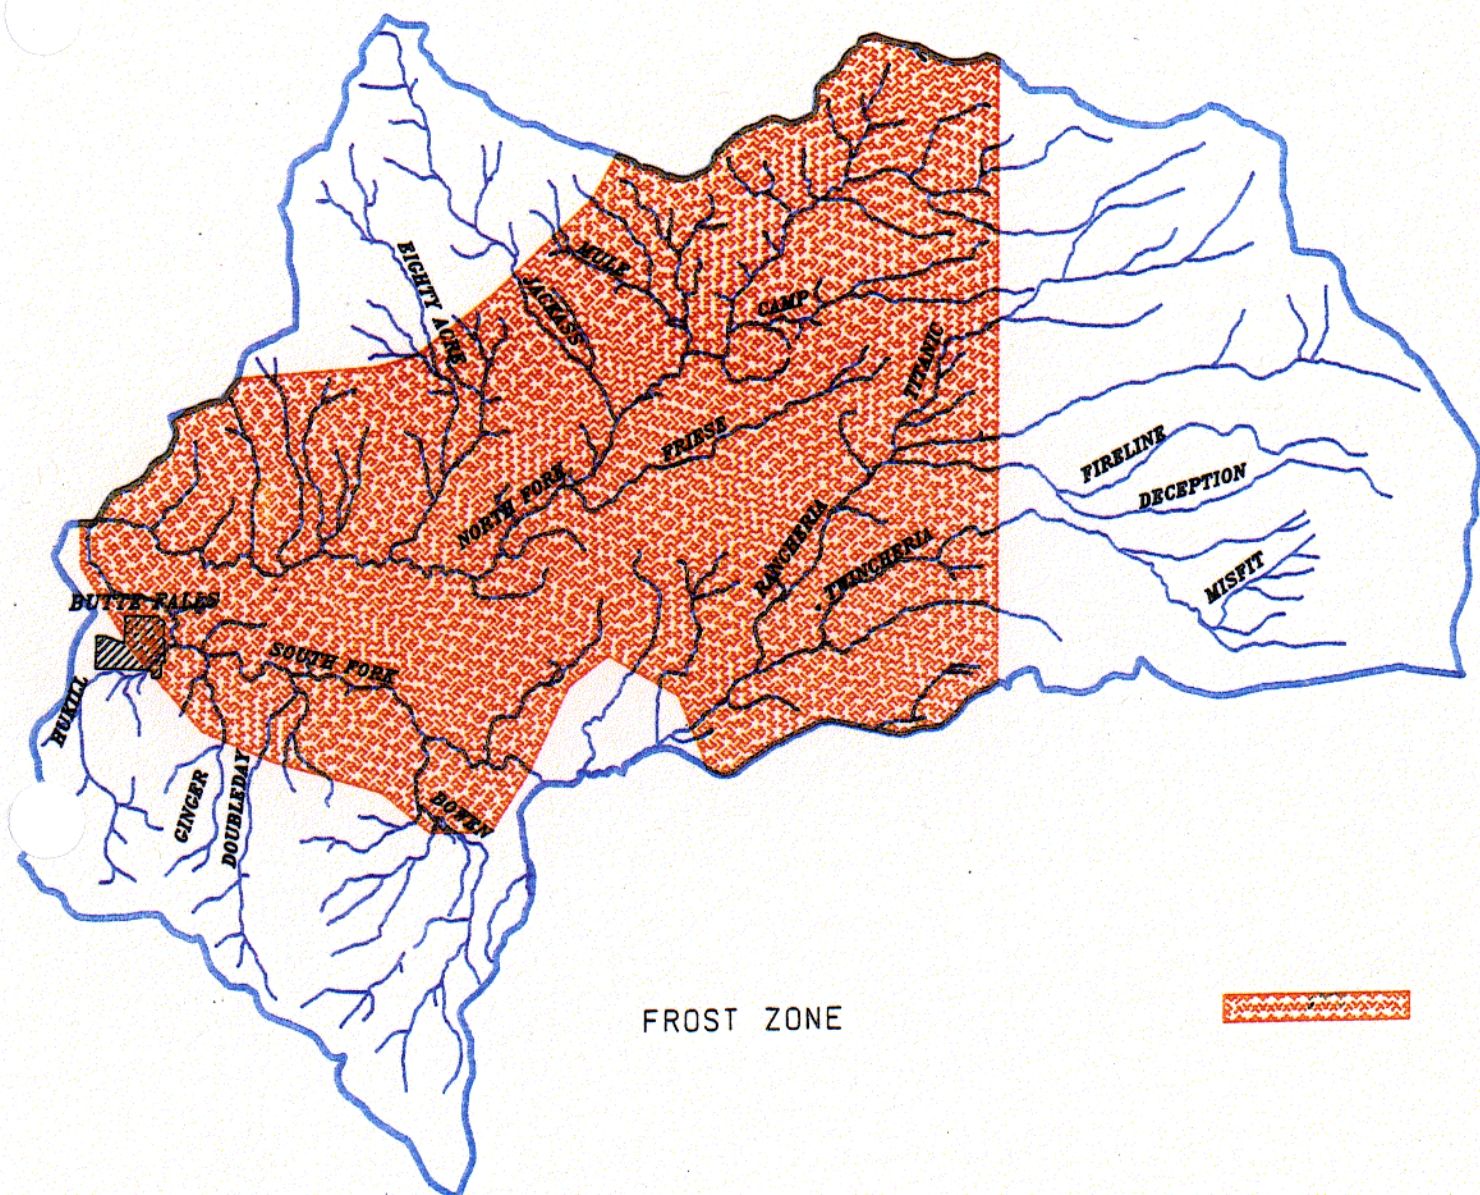 EIGHTY ACRE
JACKASS
MULE
CAMP
TITANIC
FRIESE
NORTH FORK
FIRELINE
DECEPTION
RANCHERIA
TWINCHERIA
MISFIT
BUTTE FALLS
SOUTH FORK
HUKILL
GINGER
DOUBLEDAY
BOWEN
FROST ZONE